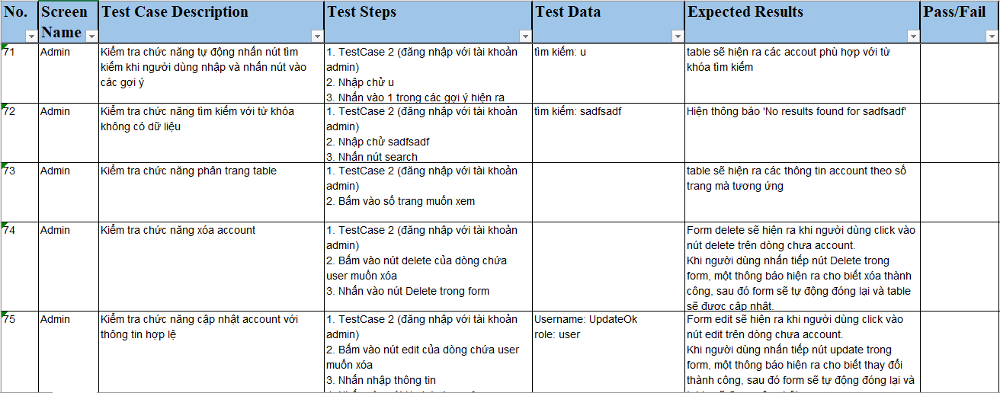 No. Screen Name Test Case Description Test Steps Test Data Expected Results Pass/Fail
71
Admin
Kiểm tra chức năng tự động nhấn nút tìm
kiếm khi người dùng nhập và nhấn nút vào
các gợi ý
1. TestCase 2 (đăng nhập với tài khoản
admin)
2. Nhập chử u
3. Nhấn vào 1 trong các gợi ý hiện ra
tìm kiếm: u
table sẽ hiện ra các accout phù hợp với từ
khóa tìm kiếm
72
Admin
Kiểm tra chức năng tìm kiếm với từ khóa
không có dữ liệu
1. TestCase 2 (đăng nhập với tài khoản
admin)
2. Nhập chử sadfsadf
3. Nhấn nút search
tìm kiếm: sadfsadf
Hiện thông báo 'No results found for sadfsadf'
73
Admin
Kiểm tra chức năng phân trang table
1. TestCase 2 (đăng nhập với tài khoản
admin)
2. Bấm vào số trang muốn xem
table sẽ hiện ra các thông tin account theo số
trang mà tương ứng
74
Admin
Kiểm tra chức năng xóa account
1. TestCase 2 (đăng nhập với tài khoản
admin)
2. Bấm vào nút delete của dòng chứa
user muốn xóa
3. Nhấn vào nút Delete trong form
Form delete sẽ hiện ra khi người dùng click vào
nút delete trên dòng chưa account.
Khi người dùng nhấn tiếp nút Delete trong
form, một thông báo hiện ra cho biết xóa thành
công, sau đó form sẽ tự động đóng lại và table
sẽ được cập nhật.
75
Admin
Kiểm tra chức năng cập nhật account với
thông tin hợp lệ
1. TestCase 2 (đăng nhập với tài khoản
admin)
2. Bấm vào nút edit của dòng chứa user
muốn xóa
3. Nhấn nhập thông tin
Username: UpdateOk
role: user
Form edit sẽ hiện ra khi người dùng click vào
nút edit trên dòng chưa account.
Khi người dùng nhấn tiếp nút update trong
form, một thông báo hiện ra cho biết thay đổi
thành công, sau đó form sẽ tự động đóng lại và